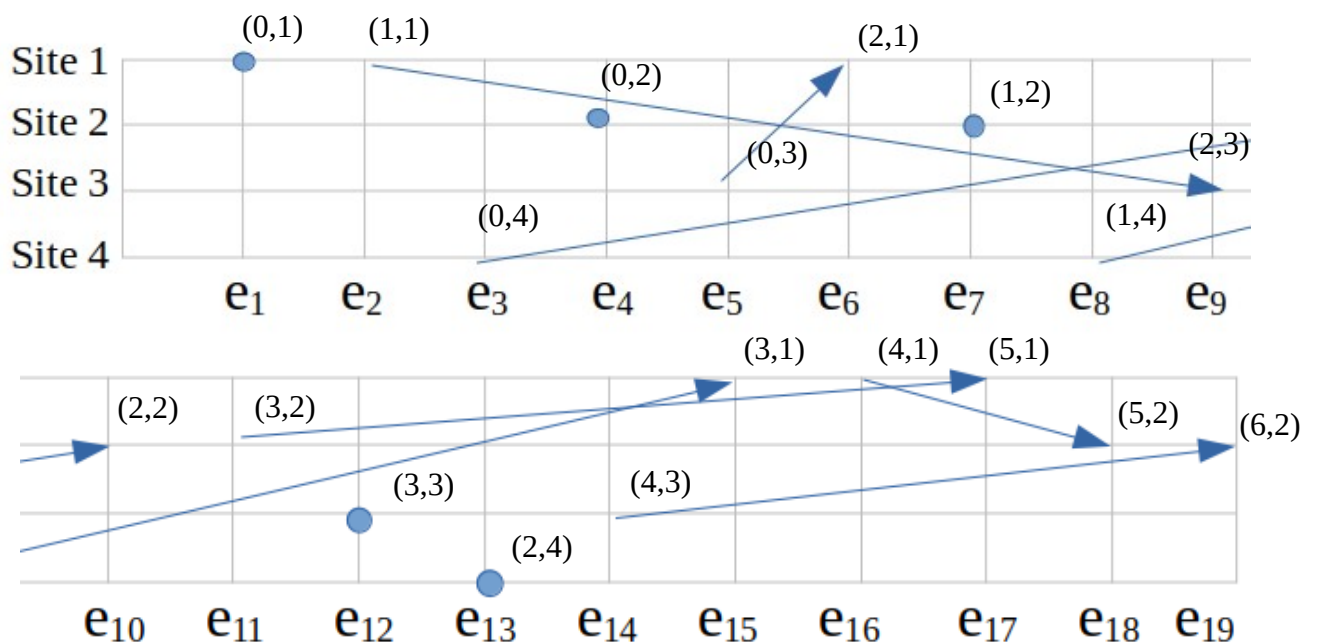 (0,1) (1,1) (2,1)
Site 1
(0,2) (1,2)
Site 2
(0,3) (2,3)
Site 3
(0,4) (1,4)
Site 4
e₁ e₂ e₃ e₄ e₅ e₆ e₇ e₈ e₉
(3,1) (4,1) (5,1)
(2,2) (3,2) (5,2) (6,2)
(3,3) (4,3)
(2,4)
e₁₀ e₁₁ e₁₂ e₁₃ e₁₄ e₁₅ e₁₆ e₁₇ e₁₈ e₁₉